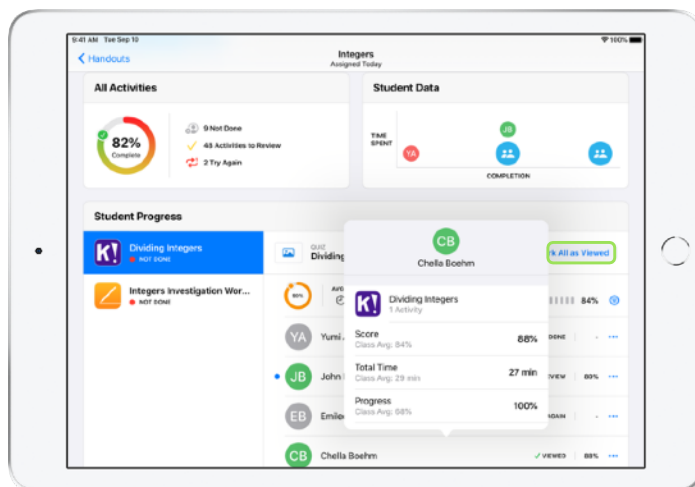 9:41 AM Tue Sep 10
100%
Handouts
Integers
Assigned Today
All Activities
82%
Complete
9 Not Done
45 Activities to Review
2 Try Again
Student Data
TIME SPENT
YA
JB
COMPLETION
Student Progress
K!
Dividing Integers
NOT DONE
Integers Investigation Wor...
NOT DONE
QUIZ
Dividing
rk All as Viewed
AVG
84%
YA
Yumi
DONE
-
JB
John
VIEW
80%
EB
AGAIN
-
CB
Chella Boehm
VIEWED
88%
CB
Chella Boehm
K!
Dividing Integers
1 Activity
Score
Class Avg: 84%
88%
Total Time
Class Avg: 29 min
27 min
Progress
Class Avg: 68%
100%